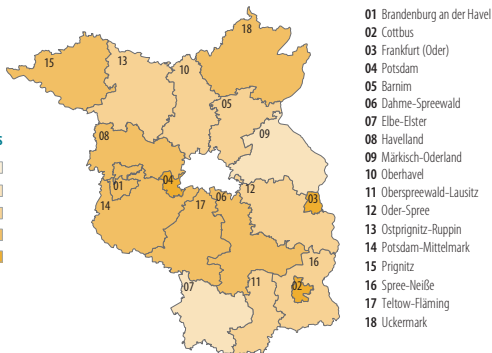 18
15
13
10
05
08
09
s
01
04
06
12
03
14
17
16
07
11
02
01 Brandenburg an der Havel
02 Cottbus
03 Frankfurt (Oder)
04 Potsdam
05 Barnim
06 Dahme-Spreewald
07 Elbe-Elster
08 Havelland
09 Märkisch-Oderland
10 Oberhavel
11 Oberspreewald-Lausitz
12 Oder-Spree
13 Ostprignitz-Ruppin
14 Potsdam-Mittelmark
15 Prignitz
16 Spree-Neiße
17 Teltow-Fläming
18 Uckermark